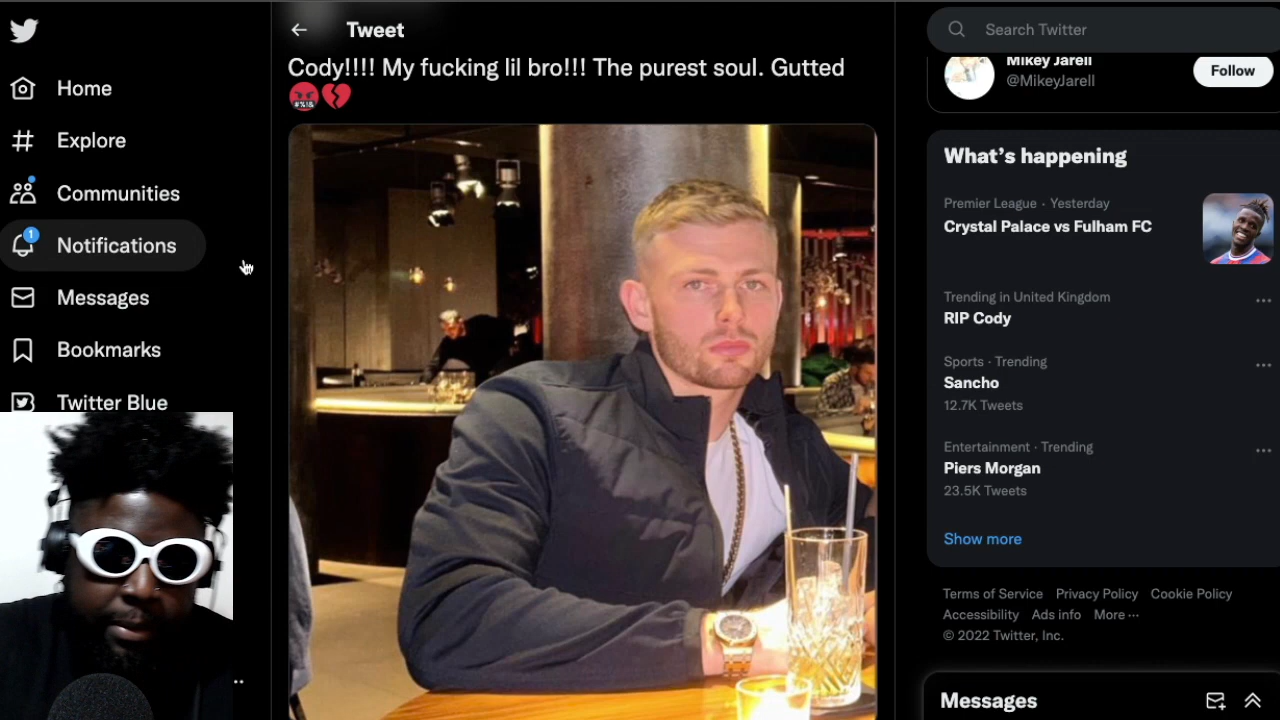 Home
Explore
Communities
1
Notifications
Messages
Bookmarks
Twitter Blue
Tweet
Cody!!!! My fucking lil bro!!! The purest soul. Gutted
🤬💔
Search Twitter
Mikey Jarell
@MikeyJarell
Follow
What's happening
Premier League · Yesterday
Crystal Palace vs Fulham FC
Trending in United Kingdom
RIP Cody
Sports · Trending
Sancho
12.7K Tweets
Entertainment · Trending
Piers Morgan
23.5K Tweets
Show more
Terms of Service Privacy Policy Cookie Policy
Accessibility Ads info More ···
© 2022 Twitter, Inc.
Messages